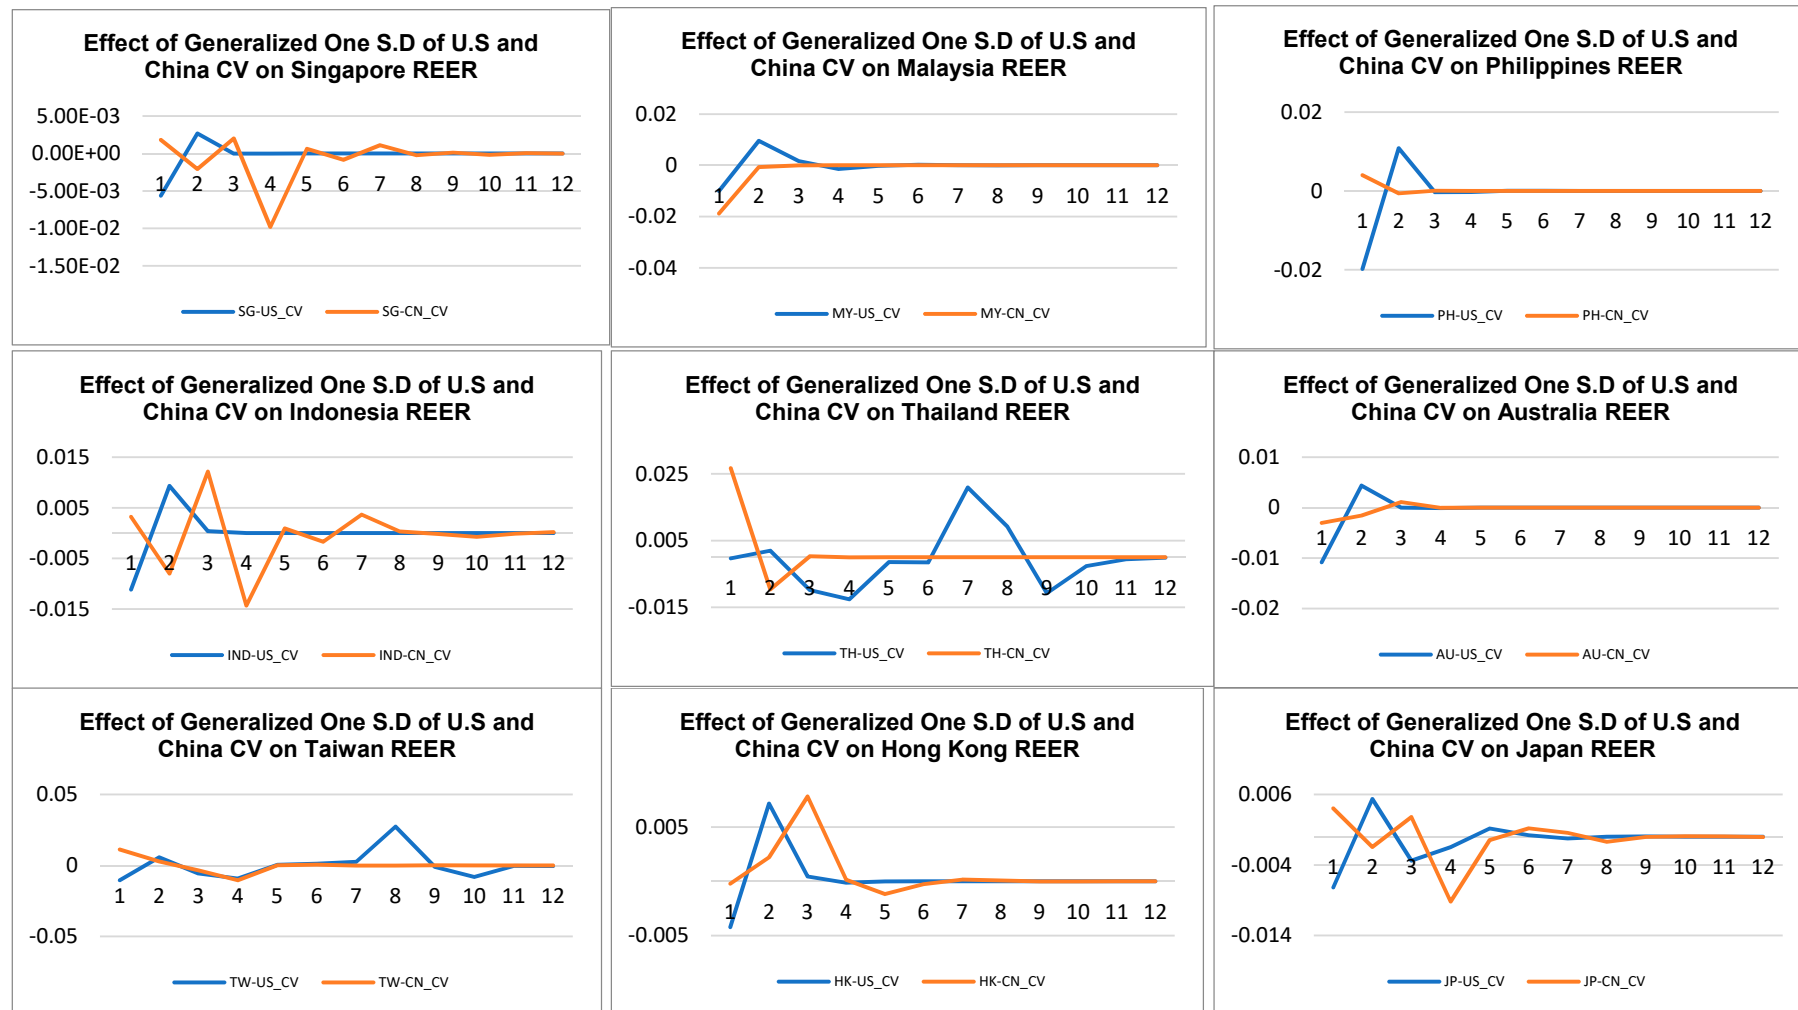 Effect of Generalized One S.D of U.S and
China CV on Singapore REER
5.00E-03
0.00E+00
-5.00E-03
-1.00E-02
-1.50E-02
1 2 3 4 5 6 7 8 9 10 11 12
SG-US_CV SG-CN_CV
Effect of Generalized One S.D of U.S and
China CV on Malaysia REER
0.02
0
-0.02
-0.04
1 2 3 4 5 6 7 8 9 10 11 12
MY-US_CV MY-CN_CV
Effect of Generalized One S.D of U.S and
China CV on Philippines REER
0.02
0
-0.02
1 2 3 4 5 6 7 8 9 10 11 12
PH-US_CV PH-CN_CV
Effect of Generalized One S.D of U.S and
China CV on Indonesia REER
0.015
0.005
-0.005
-0.015
1 2 3 4 5 6 7 8 9 10 11 12
IND-US_CV IND-CN_CV
Effect of Generalized One S.D of U.S and
China CV on Thailand REER
0.025
0.005
-0.015
1 2 3 4 5 6 7 8 9 10 11 12
TH-US_CV TH-CN_CV
Effect of Generalized One S.D of U.S and
China CV on Australia REER
0.01
0
-0.01
-0.02
1 2 3 4 5 6 7 8 9 10 11 12
AU-US_CV AU-CN_CV
Effect of Generalized One S.D of U.S and
China CV on Taiwan REER
0.05
0
-0.05
1 2 3 4 5 6 7 8 9 10 11 12
TW-US_CV TW-CN_CV
Effect of Generalized One S.D of U.S and
China CV on Hong Kong REER
0.005
-0.005
1 2 3 4 5 6 7 8 9 10 11 12
HK-US_CV HK-CN_CV
Effect of Generalized One S.D of U.S and
China CV on Japan REER
0.006
-0.004
-0.014
1 2 3 4 5 6 7 8 9 10 11 12
JP-US_CV JP-CN_CV